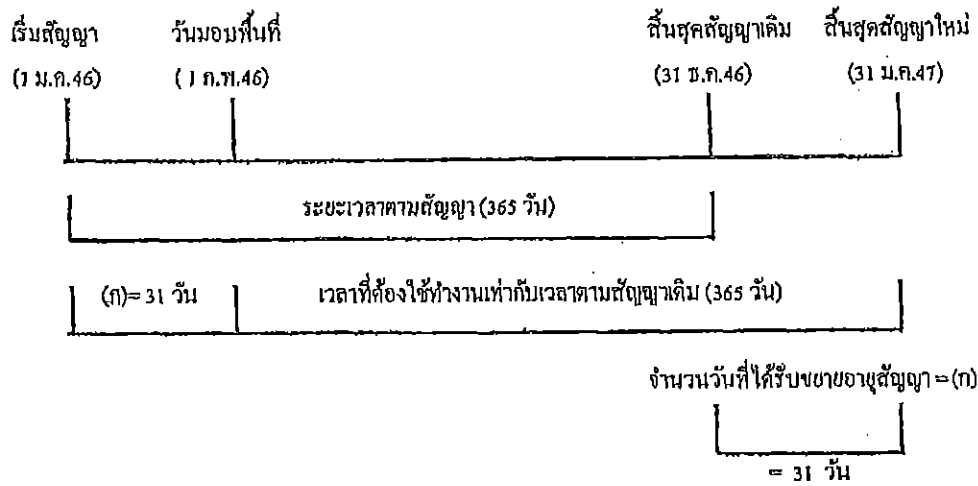 เริ่มสัญญา วันมอบพื้นที่ สิ้นสุดสัญญาเดิม สิ้นสุดสัญญาใหม่
(1 ม.ค.46) (1 ก.พ.46) (31 ธ.ค.46) (31 ม.ค.47)
ระยะเวลาตามสัญญา (365 วัน)
(ก)= 31 วัน เวลาที่ต้องใช้ทำงานเท่ากับเวลาตามสัญญาเดิม (365 วัน)
จำนวนวันที่ได้รับขยายอายุสัญญา = (ก)
= 31 วัน